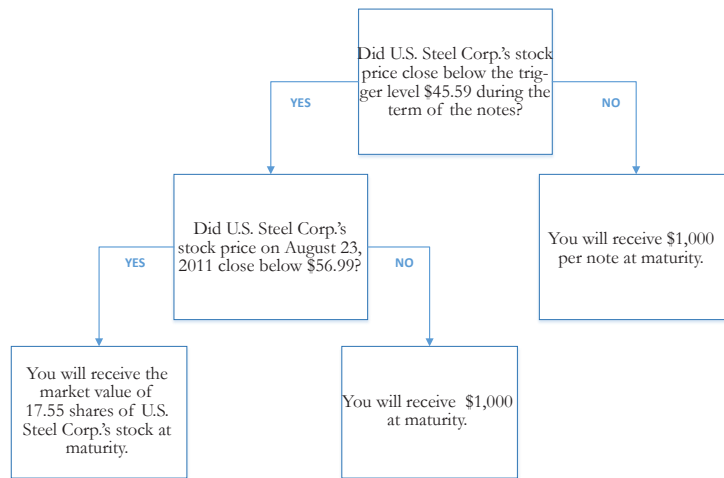 Did U.S. Steel Corp.'s stock
price close below the trig-
ger level $45.59 during the
term of the notes?
YES
NO
Did U.S. Steel Corp.'s
stock price on August 23,
2011 close below $56.99?
You will receive $1,000
per note at maturity.
YES
NO
You will receive the
market value of
17.55 shares of U.S.
Steel Corp.'s stock at
maturity.
You will receive $1,000
at maturity.